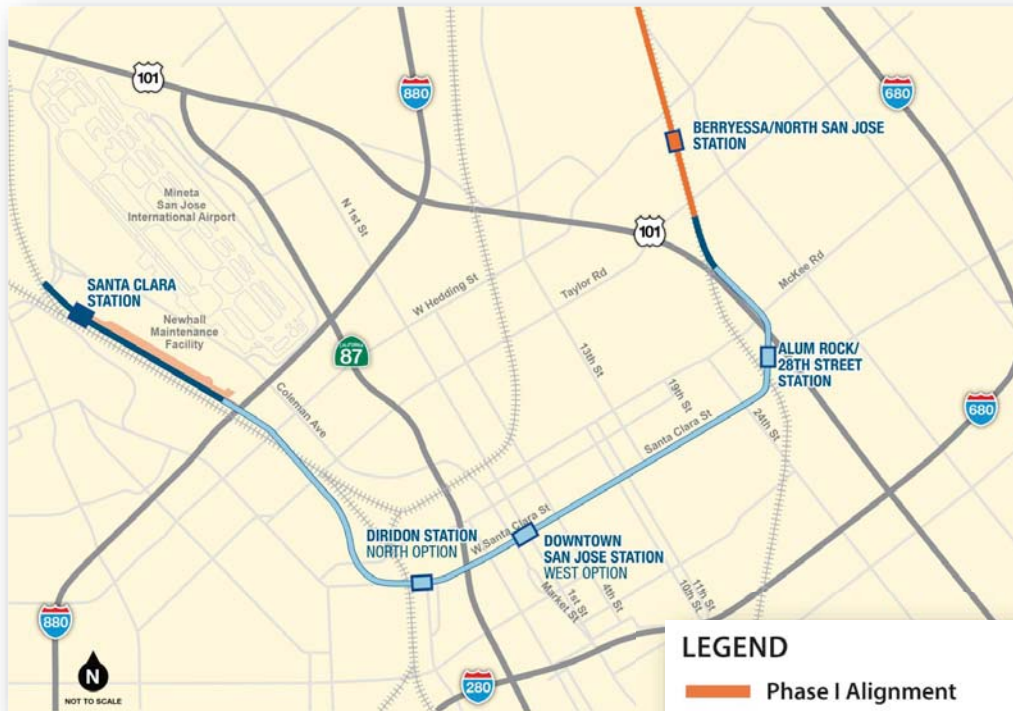 101
880
680
BERRYESSA/NORTH SAN JOSE
STATION
Mineta
San Jose
International Airport
N 1st St
101
McKee Rd
Taylor Rd
W Hedding St
SANTA CLARA
STATION
Newhall
Maintenance
Facility
CALIFORNIA
87
13th St
ALUM ROCK/
28TH STREET
STATION
Coleman Ave
19th St
680
Santa Clara St
24th St
DIRIDON STATION
NORTH OPTION
W.Santa Clara St
DOWNTOWN
SAN JOSE STATION
WEST OPTION
Market St
1st St
4th St
10th St
11th St
880
N
NOT TO SCALE
280
LEGEND
Phase I Alignment